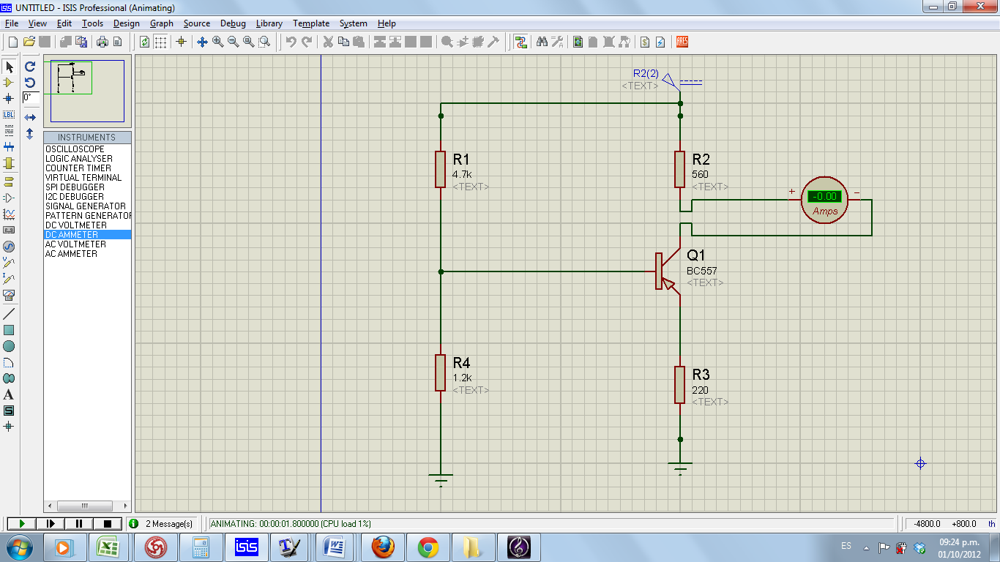 UNTITLED - ISIS Professional (Animating)
File View Edit Tools Design Graph Source Debug Library Template System Help
ARES
LBL
0°
INSTRUMENTS
OSCILLOSCOPE
LOGIC ANALYSER
COUNTER TIMER
VIRTUAL TERMINAL
SPI DEBUGGER
I2C DEBUGGER
SIGNAL GENERATOR
PATTERN GENERATOR
DC VOLTMETER
DC AMMETER
AC VOLTMETER
AC AMMETER
R2(2)
<TEXT>
R1
4.7k
<TEXT>
R2
560
<TEXT>
+ -
-0.00
Amps
Q1
BC557
<TEXT>
R4
1.2k
<TEXT>
R3
220
<TEXT>
2 Message(s)
ANIMATING: 00:00:01.800000 (CPU load 1%)
-4800.0 +800.0 th
isis
ES
09:24 p.m.
01/10/2012